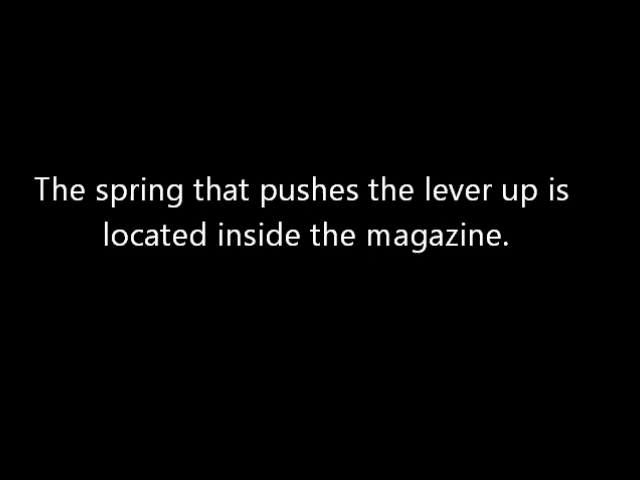 The spring that pushes the lever up is
located inside the magazine.